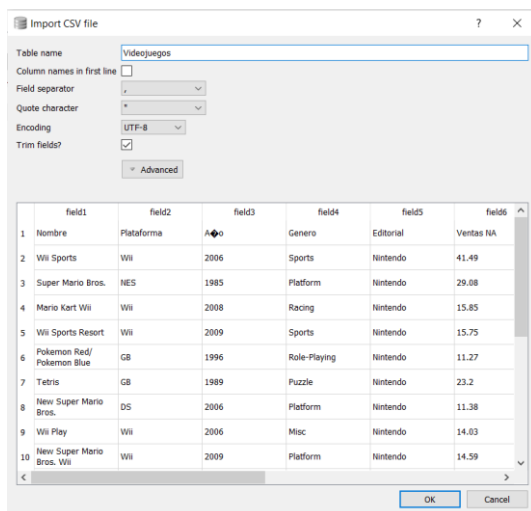 Import CSV file ? ×
Table name Videojuegos
Column names in first line
Field separator ,
Quote character "
Encoding UTF-8
Trim fields?
Advanced
field1 field2 field3 field4 field5 field6
1 Nombre Plataforma A�o Genero Editorial Ventas NA
2 Wii Sports Wii 2006 Sports Nintendo 41.49
3 Super Mario Bros. NES 1985 Platform Nintendo 29.08
4 Mario Kart Wii Wii 2008 Racing Nintendo 15.85
5 Wii Sports Resort Wii 2009 Sports Nintendo 15.75
6 Pokemon Red/ GB 1996 Role-Playing Nintendo 11.27
Pokemon Blue
7 Tetris GB 1989 Puzzle Nintendo 23.2
8 New Super Mario DS 2006 Platform Nintendo 11.38
Bros.
9 Wii Play Wii 2006 Misc Nintendo 14.03
10 New Super Mario Wii 2009 Platform Nintendo 14.59
Bros. Wii
OK Cancel